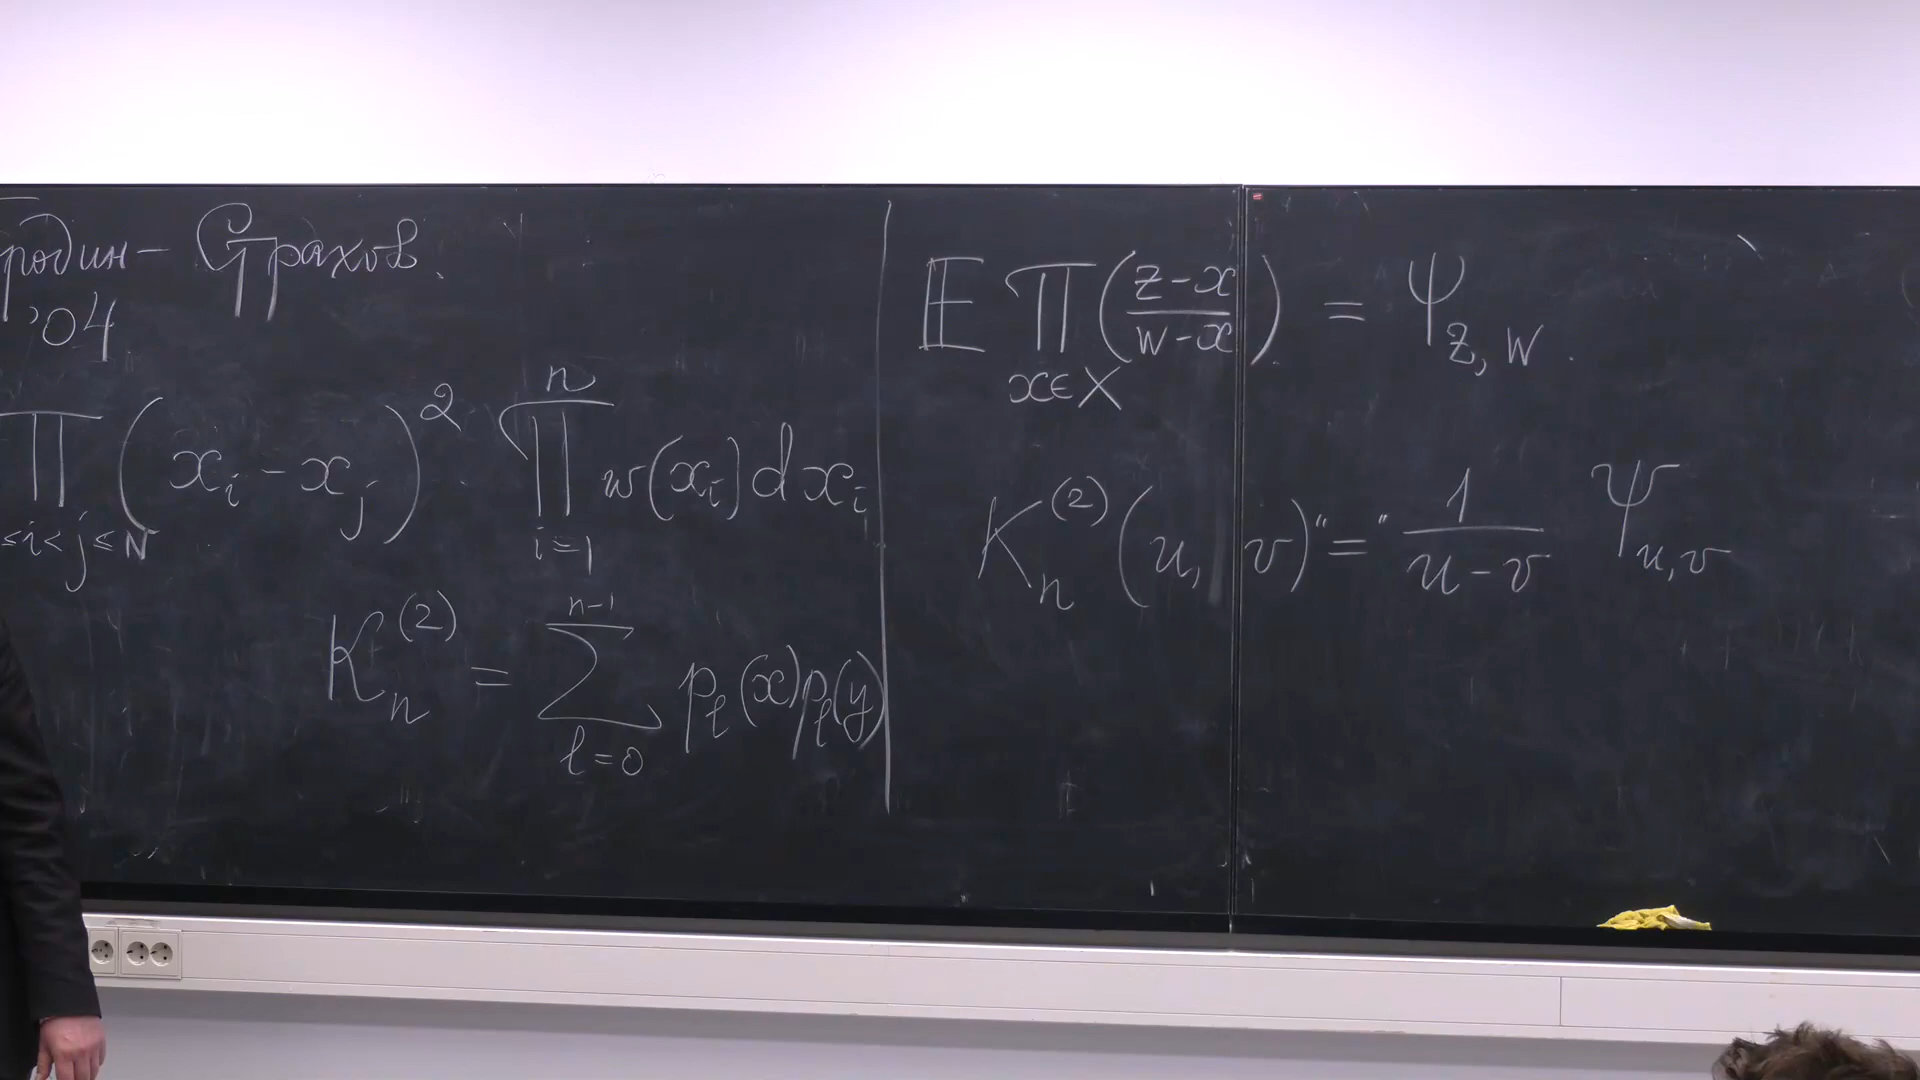 родин – Страхов.
'04
∏_{≤i<j≤N} (x_i - x_j)^2 · ∏_{i=1}^{n} w(x_i) dx_i
K_n^{(2)} = ∑_{l=0}^{n-1} p_l(x) p_l(y)
𝔼 ∏_{x∈X} ((z-x)/(w-x)) = Ψ_{z,w}.
K_n^{(2)}(u, v) "=" 1/(u-v) Ψ_{u,v}